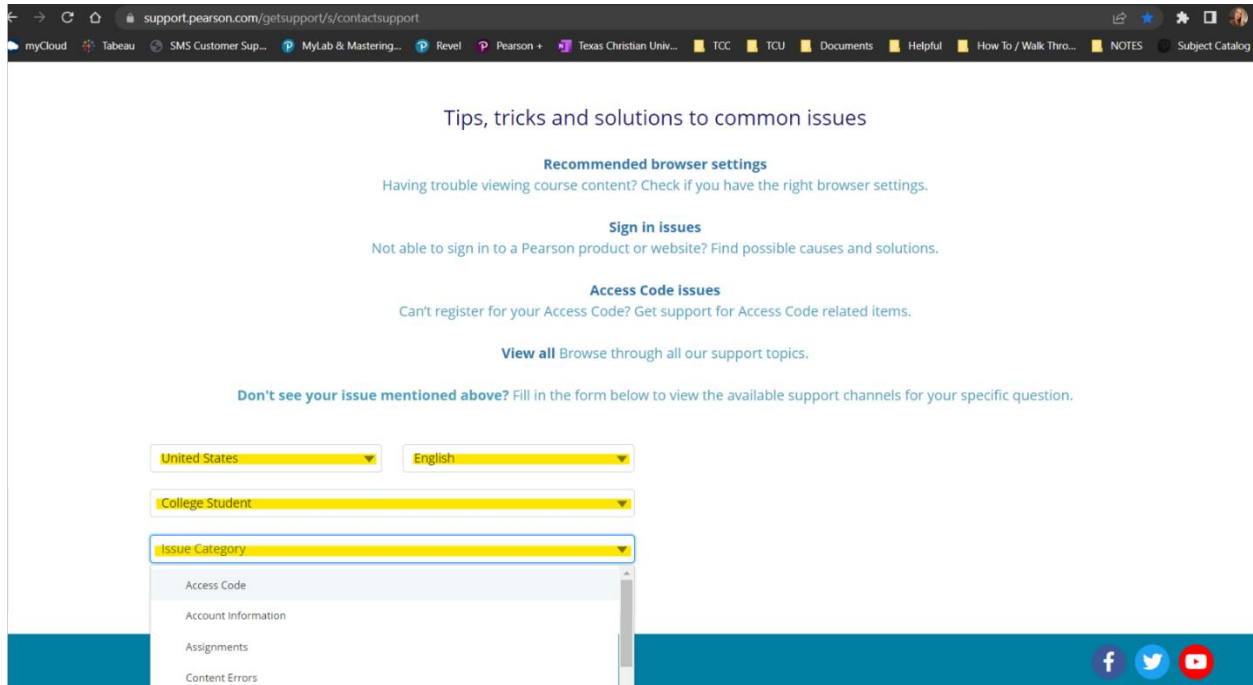 support.pearson.com/getsupport/s/contactsupport
myCloud Tabeau SMS Customer Sup... MyLab & Mastering... Revel Pearson + Texas Christian Univ... TCC TCU Documents Helpful How To / Walk Thro... NOTES Subject Catalog
Tips, tricks and solutions to common issues
Recommended browser settings
Having trouble viewing course content? Check if you have the right browser settings.
Sign in issues
Not able to sign in to a Pearson product or website? Find possible causes and solutions.
Access Code issues
Can't register for your Access Code? Get support for Access Code related items.
View all Browse through all our support topics.
Don't see your issue mentioned above? Fill in the form below to view the available support channels for your specific question.
United States English
College Student
Issue Category
Access Code
Account Information
Assignments
Content Errors